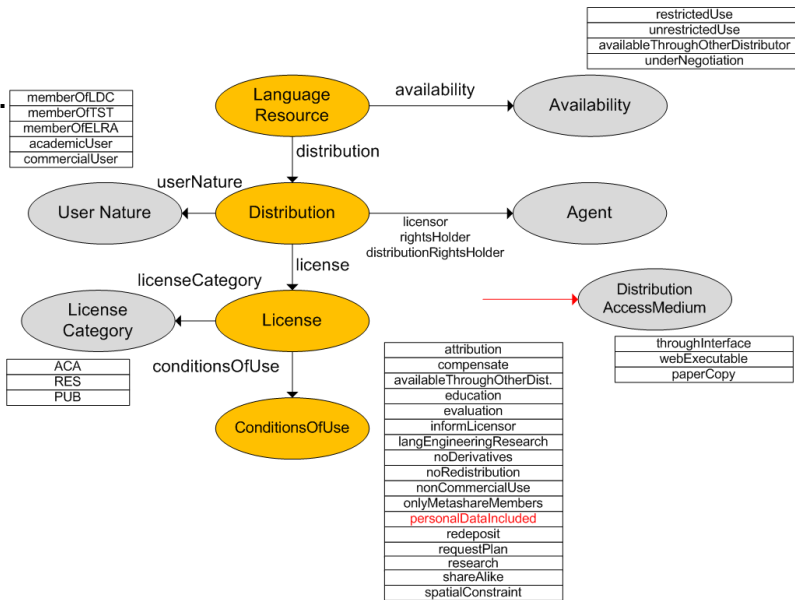 restrictedUse
unrestrictedUse
availableThroughOtherDistributor
underNegotiation
memberOfLDC
memberOfTST
memberOfELRA
academicUser
commercialUser
Language
Resource
availability
Availability
distribution
userNature
User Nature
Distribution
licensor
rightsHolder
distributionRightsHolder
Agent
license
licenseCategory
License
Category
License
Distribution
AccessMedium
ACA
RES
PUB
conditionsOfUse
ConditionsOfUse
throughInterface
webExecutable
paperCopy
attribution
compensate
availableThroughOtherDist.
education
evaluation
informLicensor
langEngineeringResearch
noDerivatives
noRedistribution
nonCommercialUse
onlyMetashareMembers
personalDataIncluded
redeposit
requestPlan
research
shareAlike
spatialConstraint